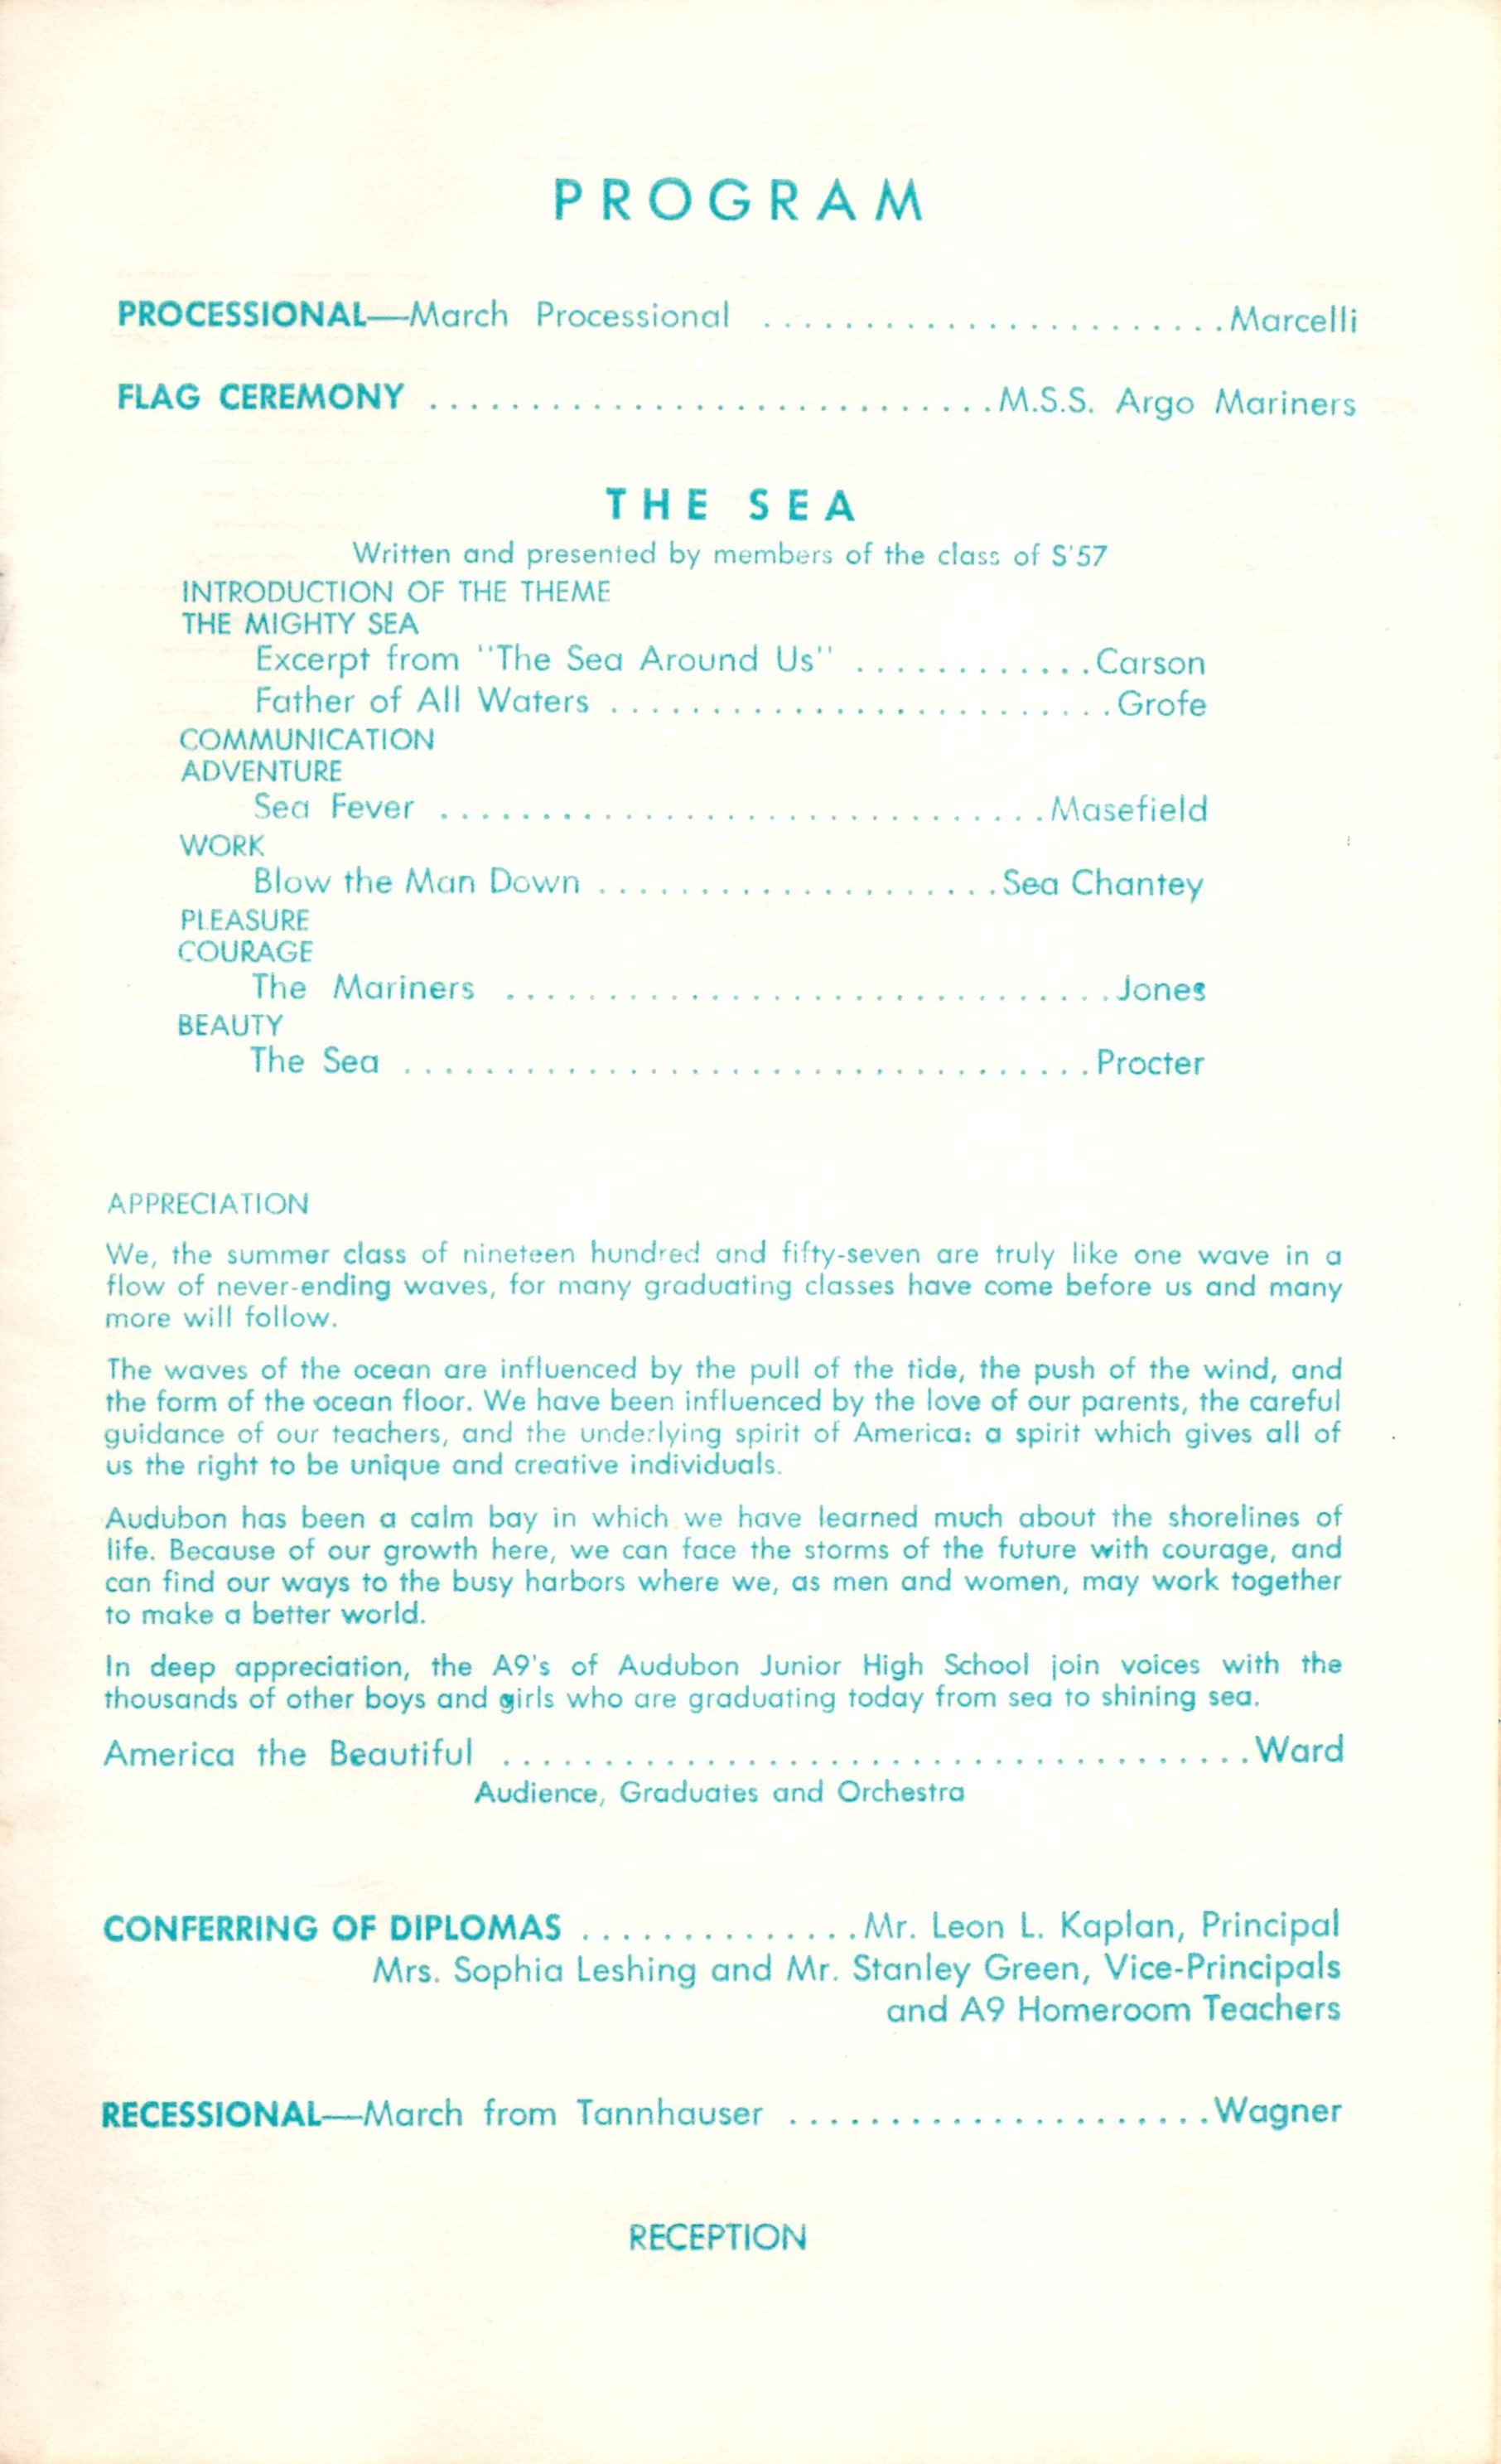 PROGRAM
PROCESSIONAL—March Processional .......................Marcelli
FLAG CEREMONY ............................M.S.S. Argo Mariners
THE SEA
Written and presented by members of the class of S'57
INTRODUCTION OF THE THEME
THE MIGHTY SEA
Excerpt from "The Sea Around Us" ............Carson
Father of All Waters .........................Grofe
COMMUNICATION
ADVENTURE
Sea Fever ..............................Masefield
WORK
Blow the Man Down ....................Sea Chantey
PLEASURE
COURAGE
The Mariners ..............................Jones
BEAUTY
The Sea ..................................Procter
APPRECIATION
We, the summer class of nineteen hundred and fifty-seven are truly like one wave in a
flow of never-ending waves, for many graduating classes have come before us and many
more will follow.
The waves of the ocean are influenced by the pull of the tide, the push of the wind, and
the form of the ocean floor. We have been influenced by the love of our parents, the careful
guidance of our teachers, and the underlying spirit of America: a spirit which gives all of
us the right to be unique and creative individuals.
Audubon has been a calm bay in which we have learned much about the shorelines of
life. Because of our growth here, we can face the storms of the future with courage, and
can find our ways to the busy harbors where we, as men and women, may work together
to make a better world.
In deep appreciation, the A9's of Audubon Junior High School join voices with the
thousands of other boys and girls who are graduating today from sea to shining sea.
America the Beautiful .....................................Ward
Audience, Graduates and Orchestra
CONFERRING OF DIPLOMAS ..............Mr. Leon L. Kaplan, Principal
Mrs. Sophia Leshing and Mr. Stanley Green, Vice-Principals
and A9 Homeroom Teachers
RECESSIONAL—March from Tannhauser .....................Wagner
RECEPTION